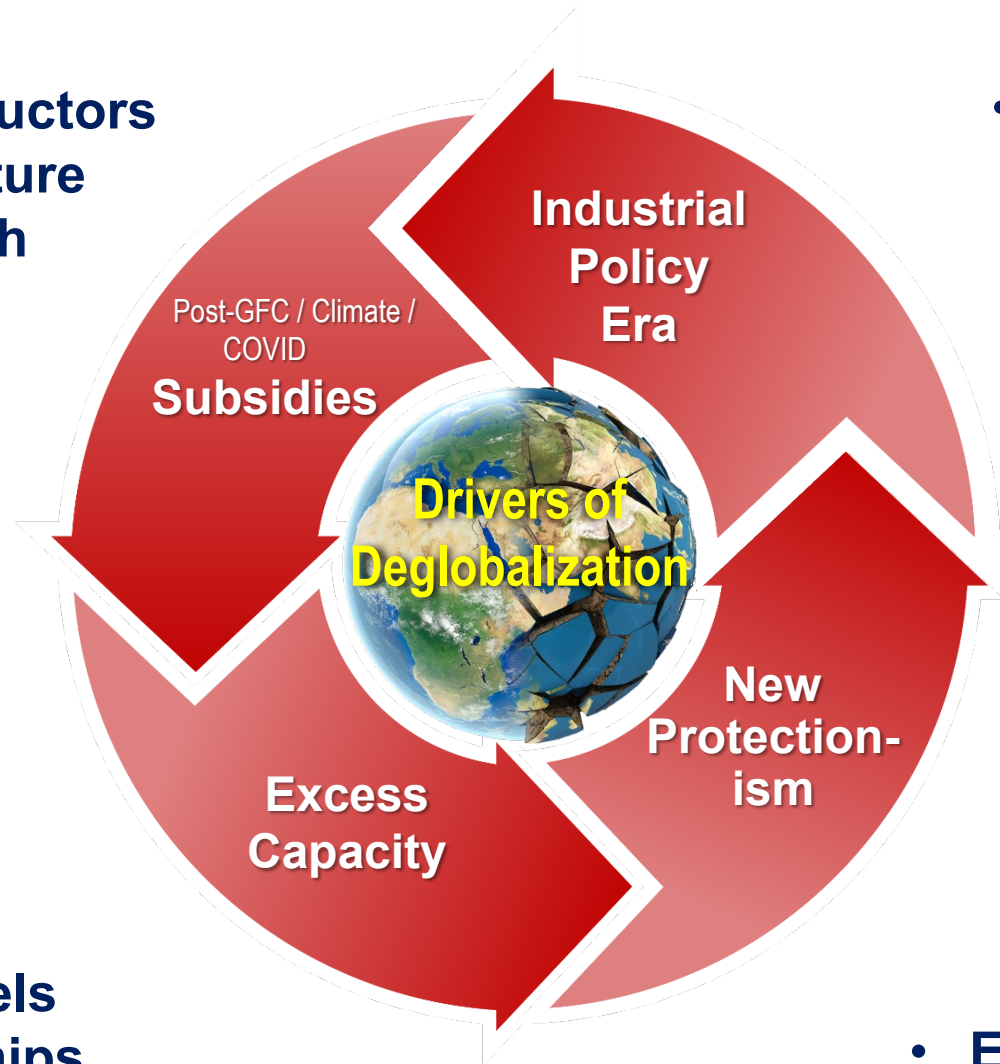 uctors
ture
h
•
Industrial
Policy
Era
Post-GFC / Climate /
COVID
Subsidies
Drivers of
Deglobalization
New
Protection-
ism
Excess
Capacity
els
hips
• E